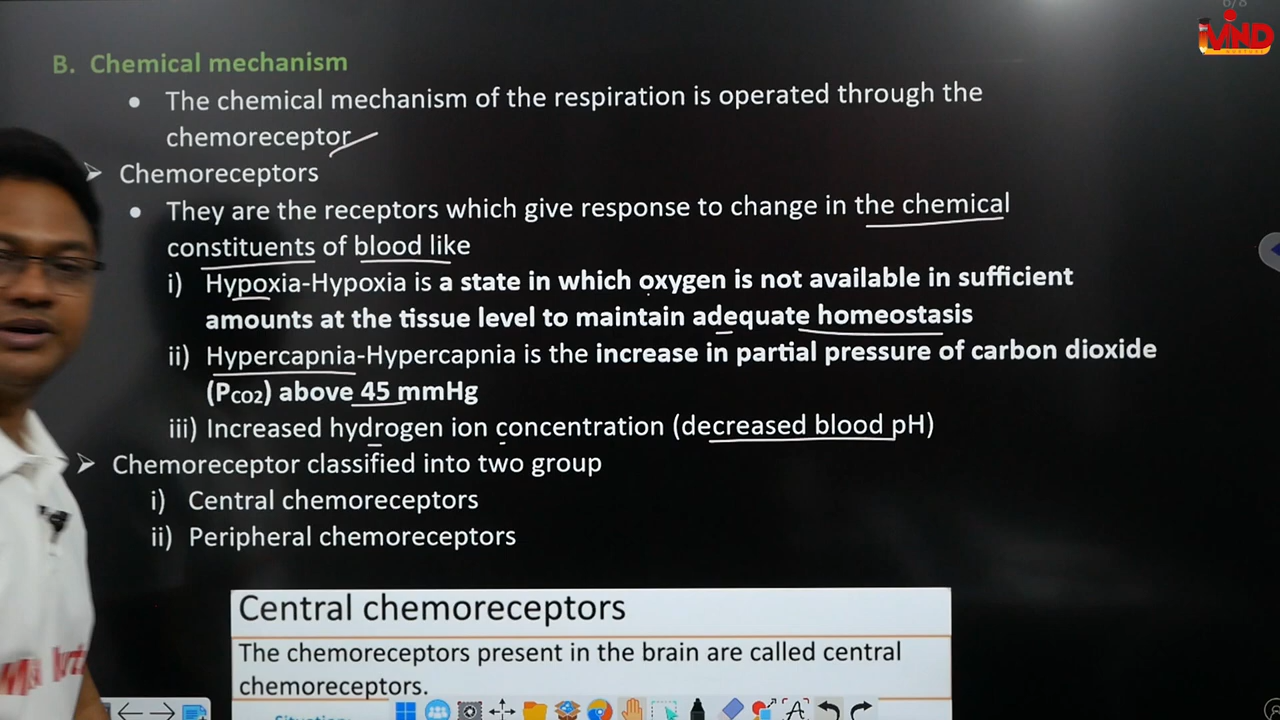 6/8
MIND
B. Chemical mechanism
• The chemical mechanism of the respiration is operated through the
chemoreceptor
➢ Chemoreceptors
• They are the receptors which give response to change in the chemical
constituents of blood like
i) Hypoxia-Hypoxia is a state in which oxygen is not available in sufficient
amounts at the tissue level to maintain adequate homeostasis
ii) Hypercapnia-Hypercapnia is the increase in partial pressure of carbon dioxide
(PCO2) above 45 mmHg
iii) Increased hydrogen ion concentration (decreased blood pH)
➢ Chemoreceptor classified into two group
i) Central chemoreceptors
ii) Peripheral chemoreceptors
Central chemoreceptors
The chemoreceptors present in the brain are called central
chemoreceptors.